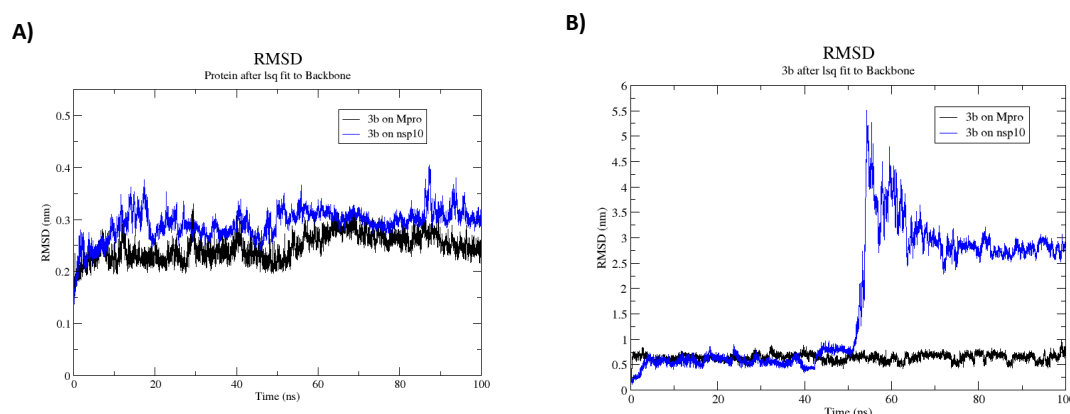 A)
RMSD
Protein after lsq fit to Backbone
0.5
0.4
0.3
0.2
0.1
0
RMSD (nm)
3b on Mpro
3b on nsp10
0 20 40 60 80 100
Time (ns)
B)
RMSD
3b after lsq fit to Backbone
6
5.5
5
4.5
4
3.5
3
2.5
2
1.5
1
0.5
0
RMSD (nm)
3b on Mpro
3b on nsp10
0 20 40 60 80 100
Time (ns)